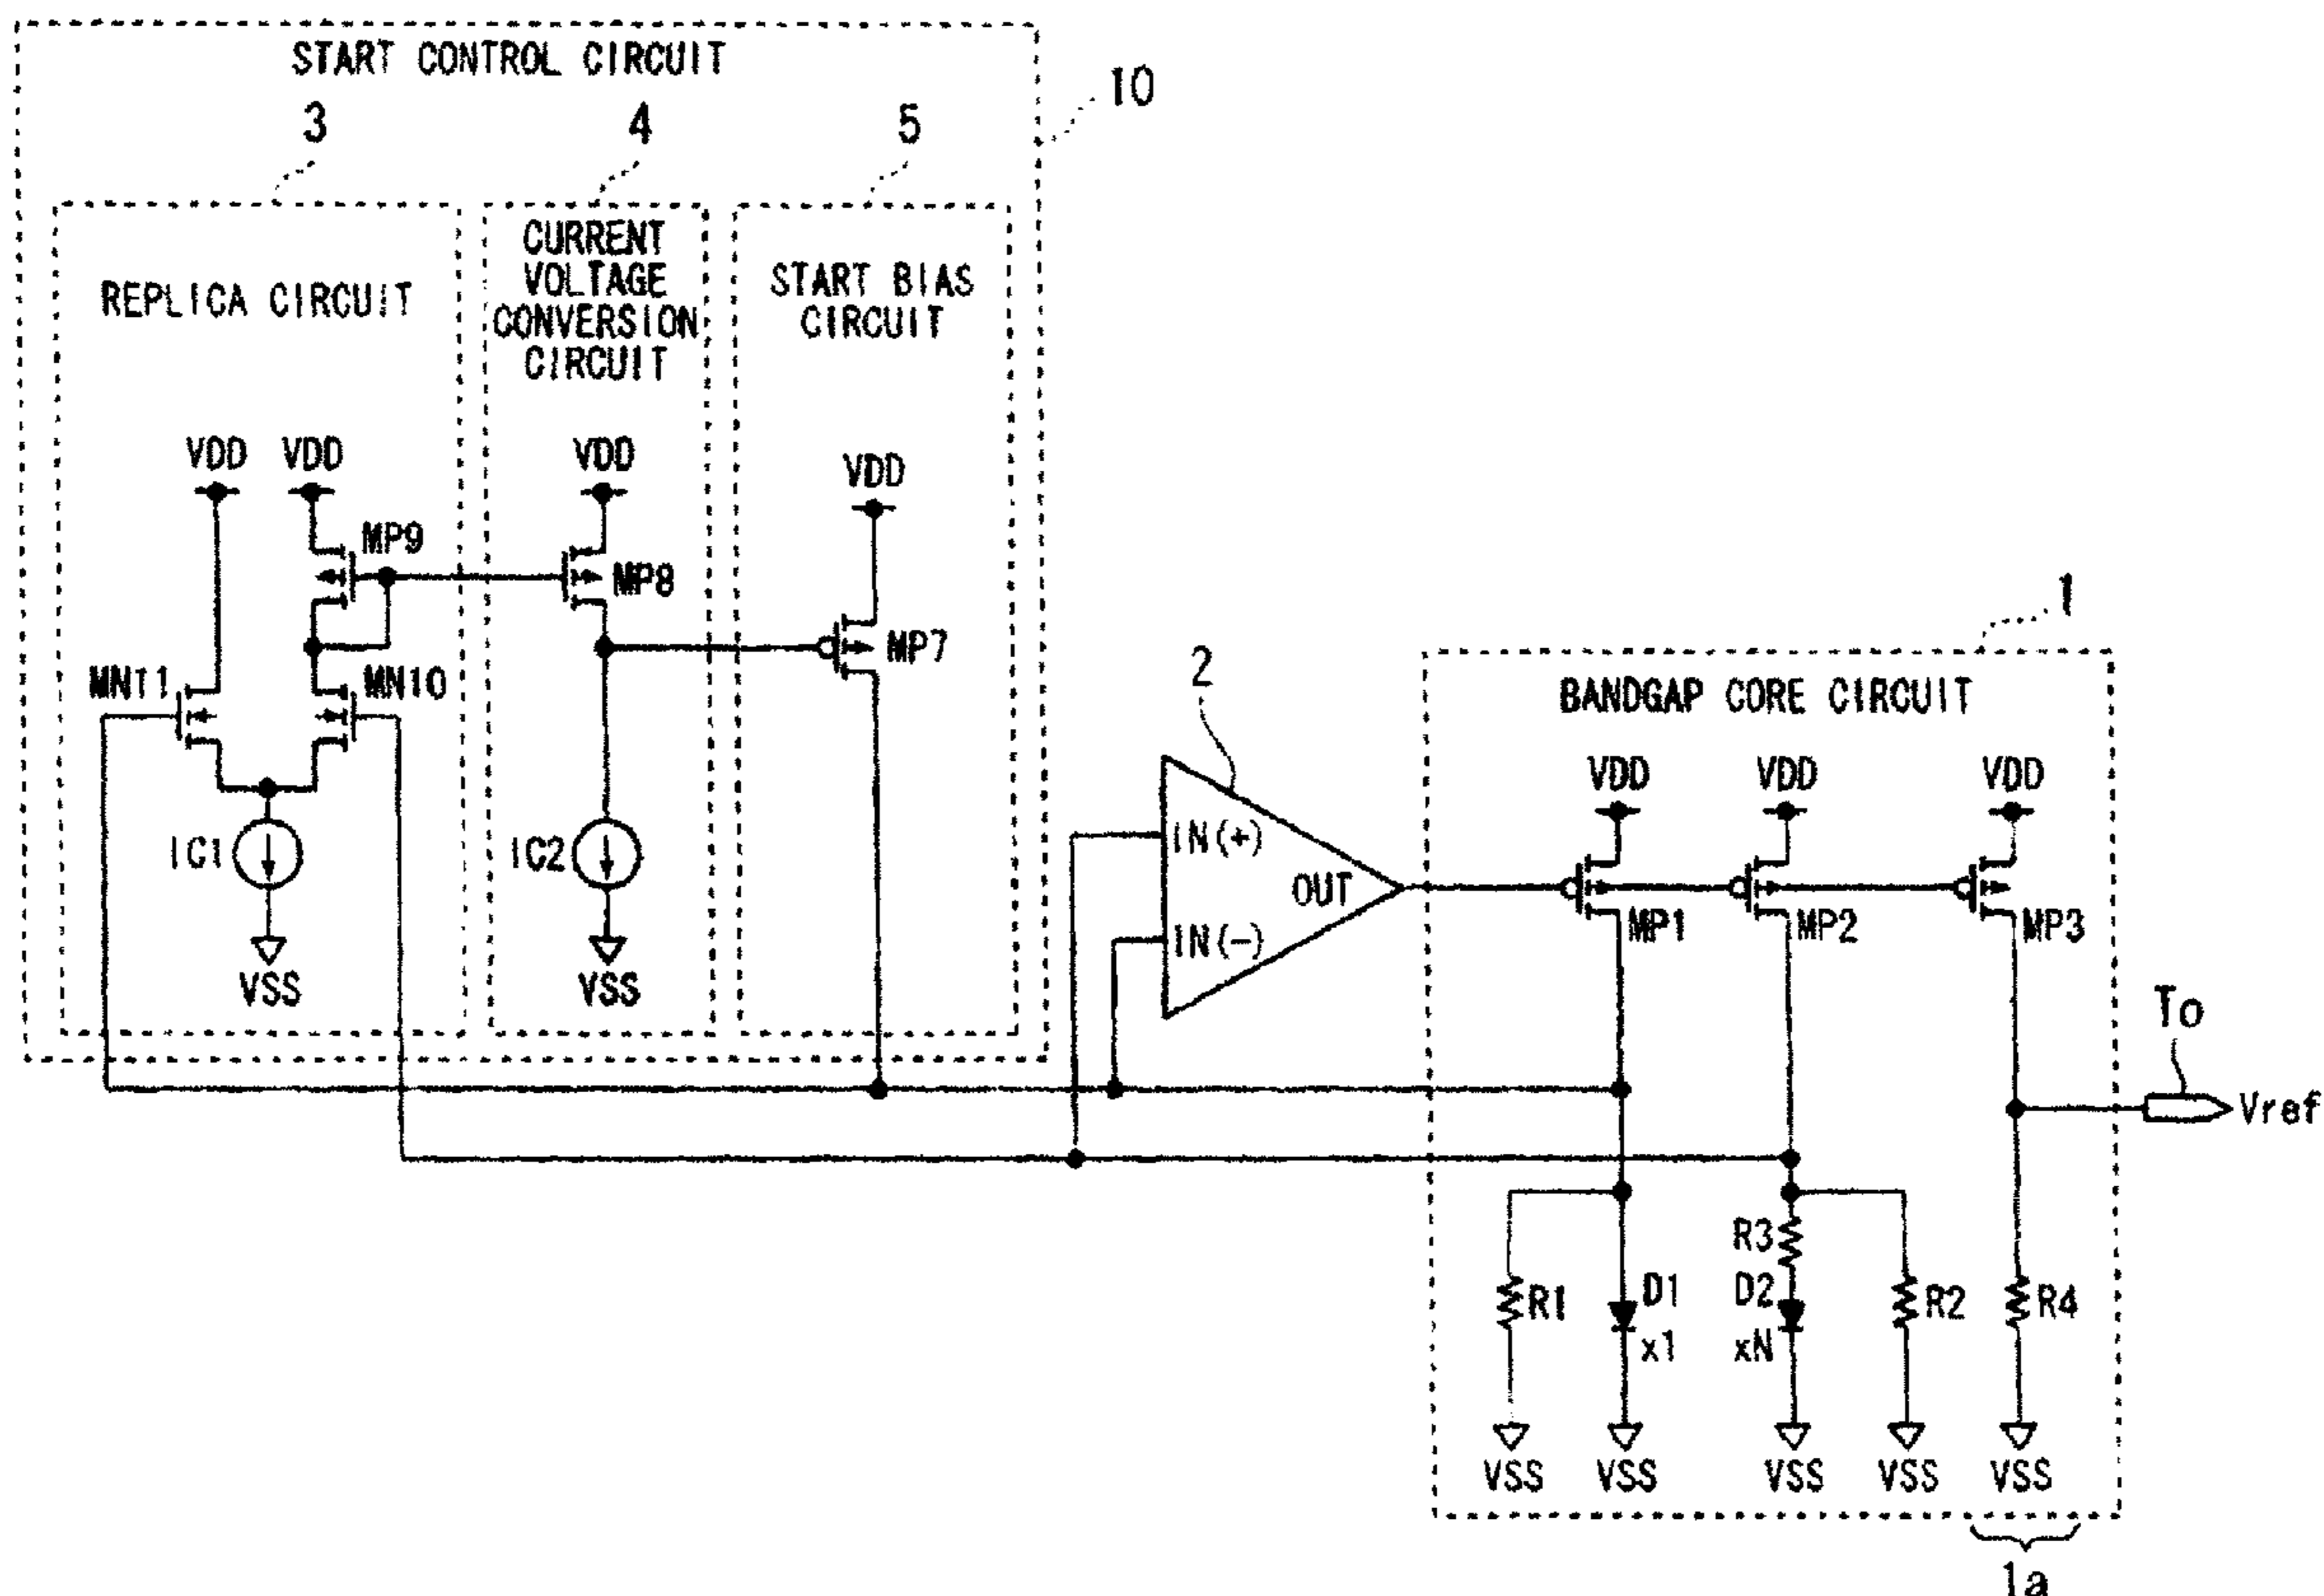 START CONTROL CIRCUIT
10
3
4
5
REPLICA CIRCUIT
CURRENT
VOLTAGE
CONVERSION
CIRCUIT
START BIAS
CIRCUIT
VDD
VDD
VDD
VDD
MP9
MP8
MP7
MN11
MN10
IC1
IC2
VSS
VSS
2
IN(+)
IN(-)
OUT
1
BANDGAP CORE CIRCUIT
VDD
VDD
VDD
MP1
MP2
MP3
To
Vref
R1
D1
x1
R3
D2
xN
R2
R4
VSS
VSS
VSS
VSS
VSS
1a